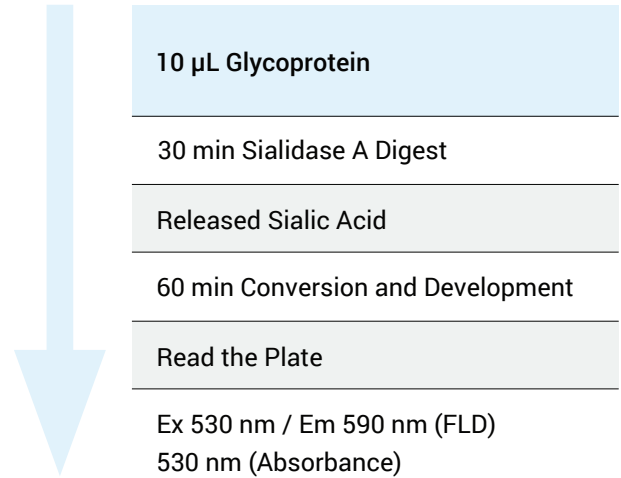 10 µL Glycoprotein
30 min Sialidase A Digest
Released Sialic Acid
60 min Conversion and Development
Read the Plate
Ex 530 nm / Em 590 nm (FLD)
530 nm (Absorbance)